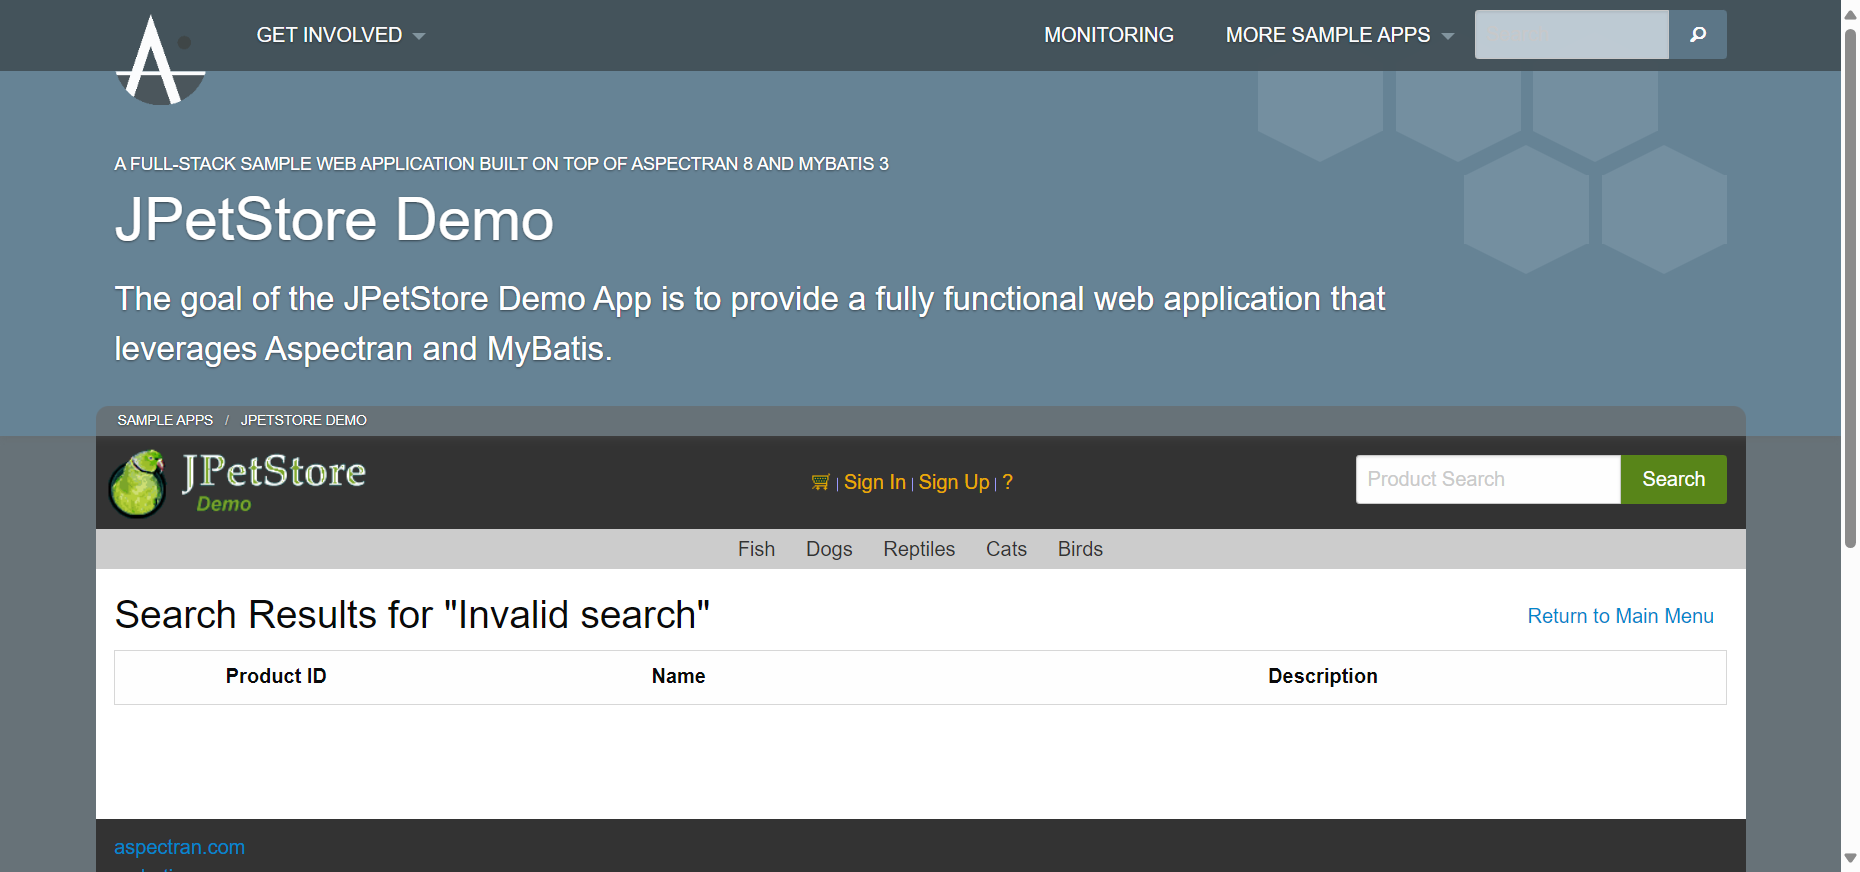 GET INVOLVED
MONITORING
MORE SAMPLE APPS
A FULL-STACK SAMPLE WEB APPLICATION BUILT ON TOP OF ASPECTRAN 8 AND MYBATIS 3
JPetStore Demo
The goal of the JPetStore Demo App is to provide a fully functional web application that
leverages Aspectran and MyBatis.
SAMPLE APPS / JPETSTORE DEMO
JPetStore
Demo
| Sign In | Sign Up | ?
Product Search
Search
Fish Dogs Reptiles Cats Birds
Search Results for "Invalid search"
Return to Main Menu
Product ID Name Description
aspectran.com